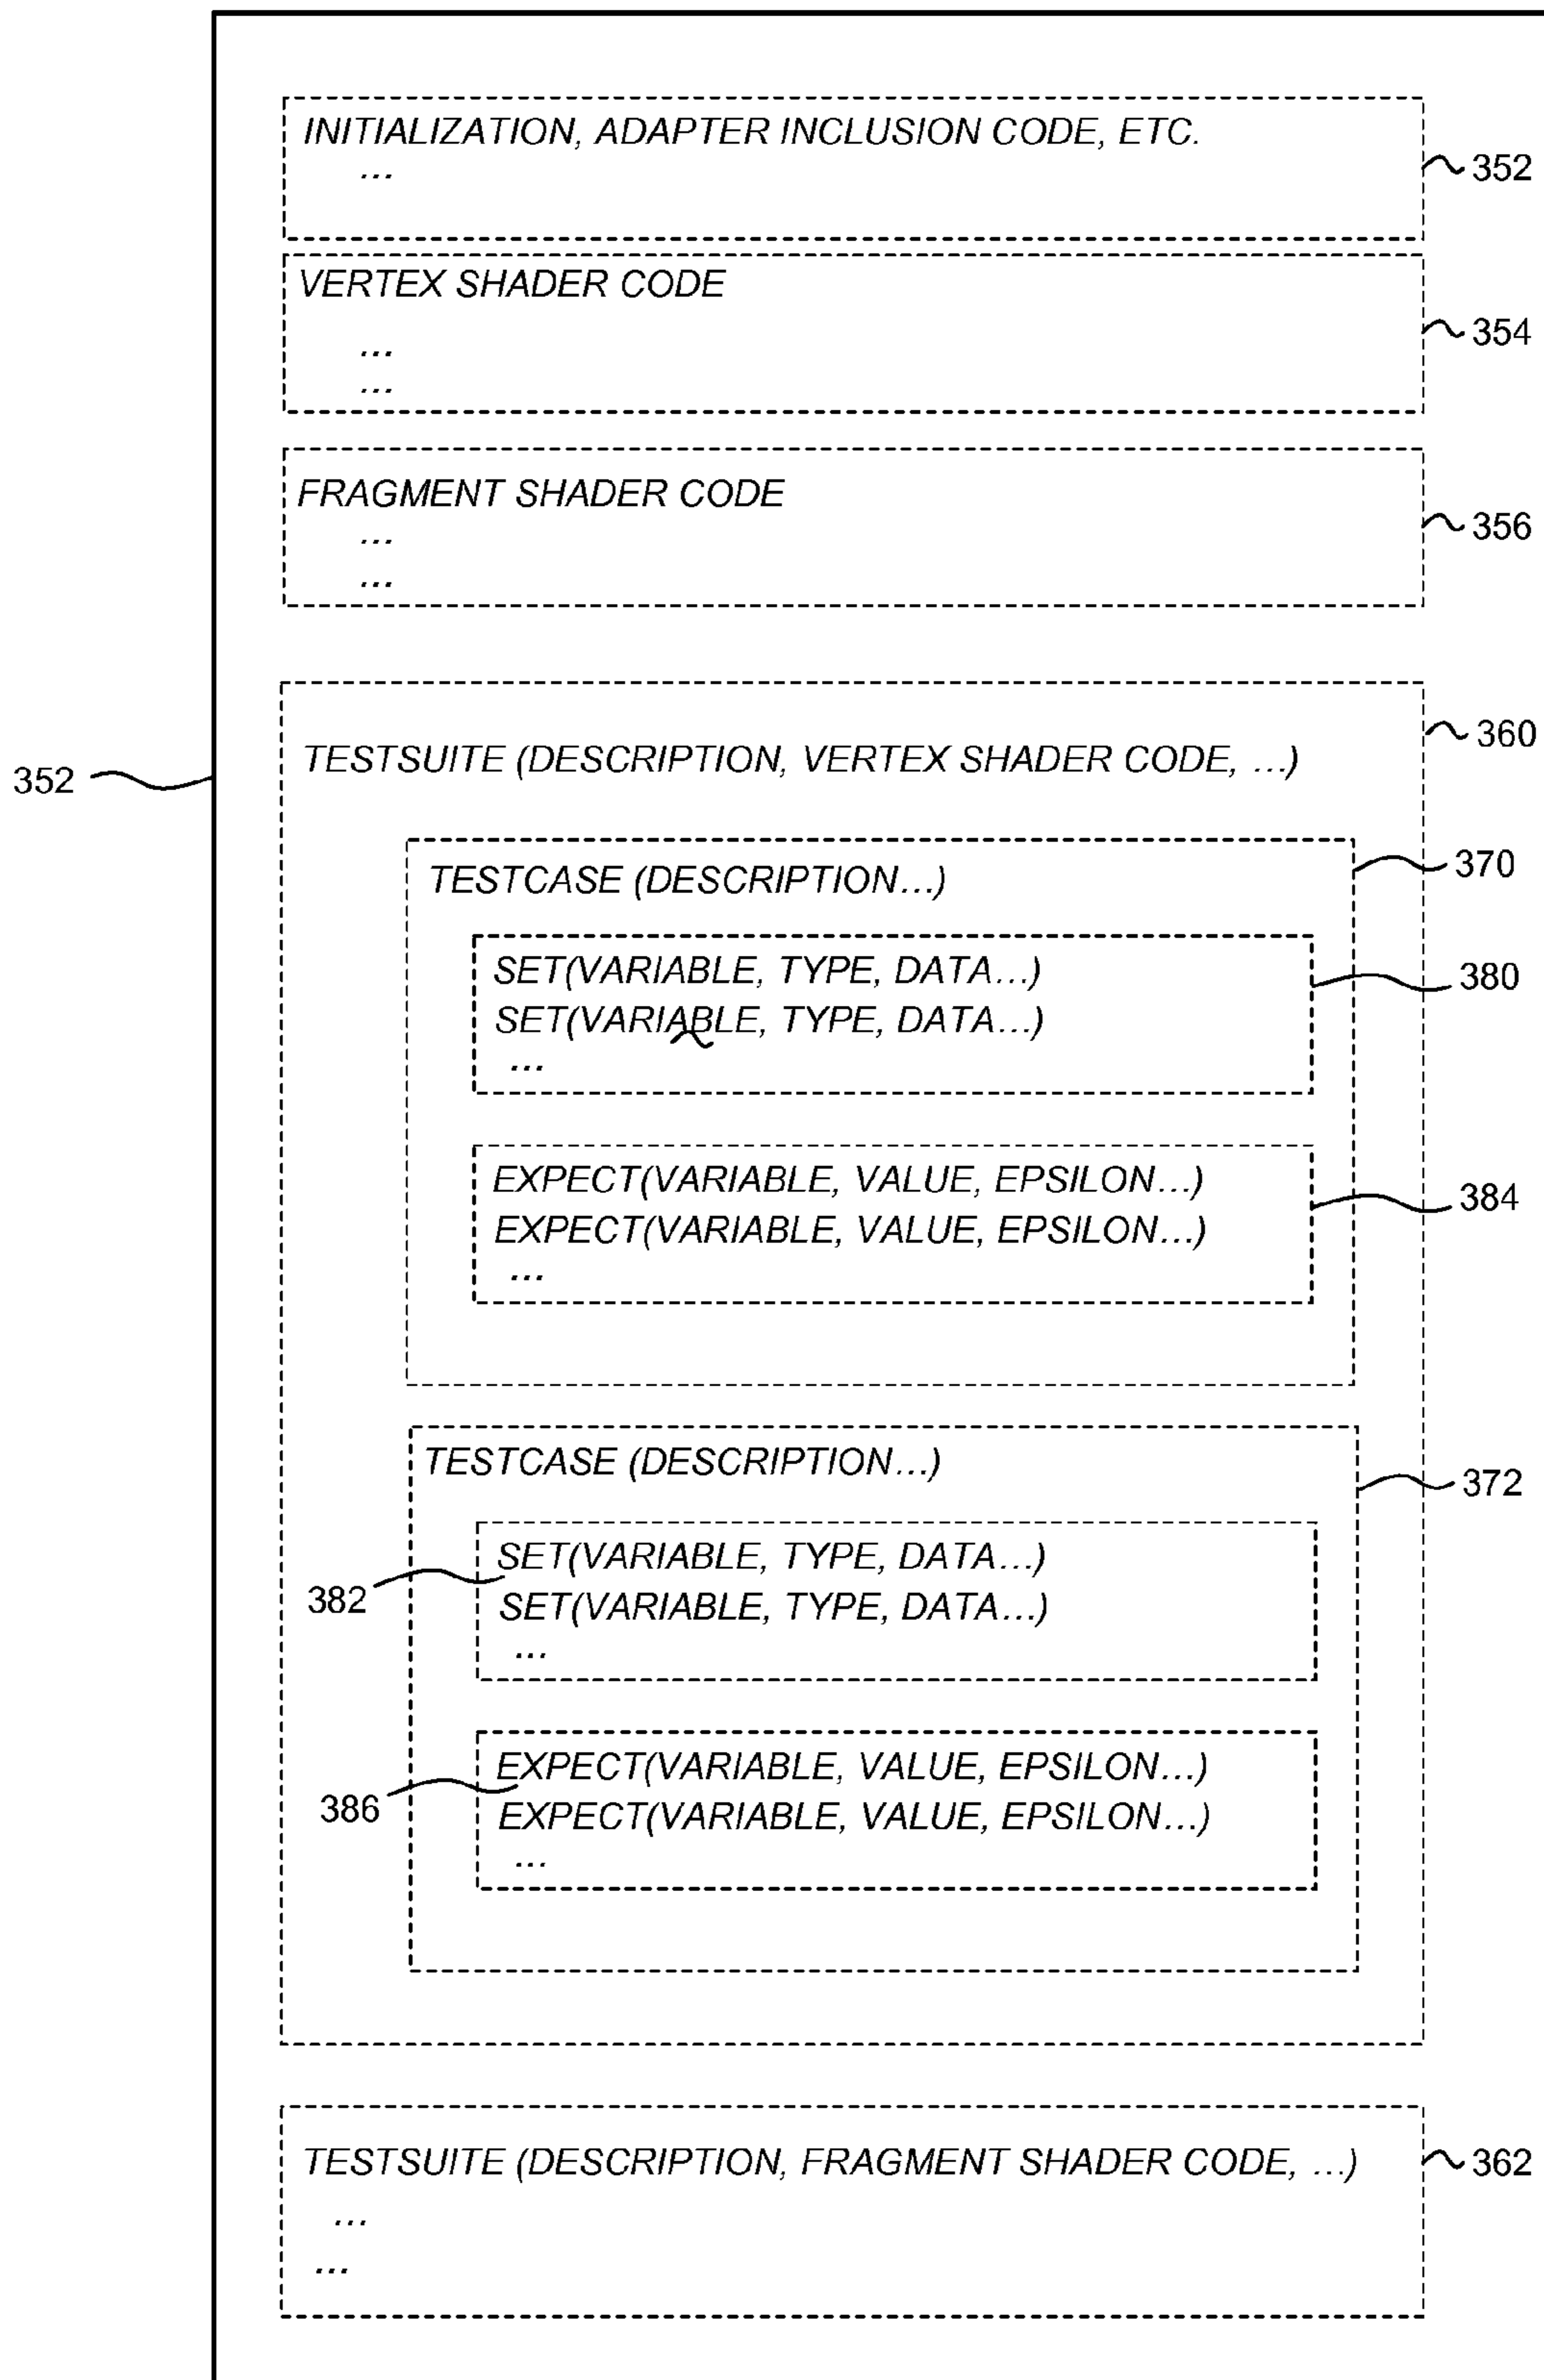 INITIALIZATION, ADAPTER INCLUSION CODE, ETC.
...
352
VERTEX SHADER CODE
354
...
...
FRAGMENT SHADER CODE
356
...
...
TESTSUITE (DESCRIPTION, VERTEX SHADER CODE, ...)
360
352
TESTCASE (DESCRIPTION...)
370
SET(VARIABLE, TYPE, DATA...)
380
SET(VARIABLE, TYPE, DATA...)
...
EXPECT(VARIABLE, VALUE, EPSILON...)
384
EXPECT(VARIABLE, VALUE, EPSILON...)
...
TESTCASE (DESCRIPTION...)
372
SET(VARIABLE, TYPE, DATA...)
382
SET(VARIABLE, TYPE, DATA...)
...
EXPECT(VARIABLE, VALUE, EPSILON...)
386
EXPECT(VARIABLE, VALUE, EPSILON...)
...
TESTSUITE (DESCRIPTION, FRAGMENT SHADER CODE, ...)
362
...
...